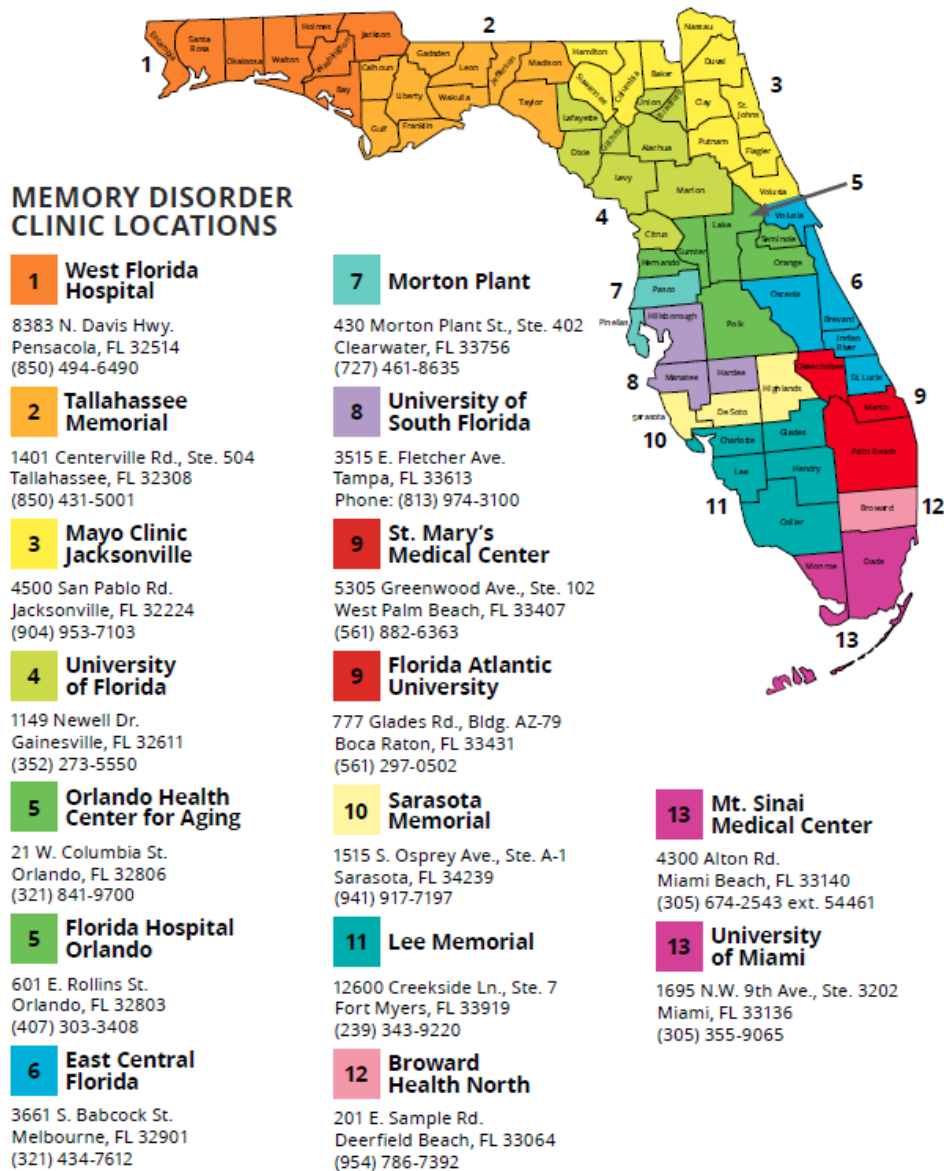 2
Nassau
Holmes
Jackson
Santa
Rosa
Escambia
Okaloosa
Walton
Washington
1
Bay
Gadsden
Calhoun
Leon
Jefferson
Madison
Liberty
Wakulla
Taylor
Gulf
Franklin
Hamilton
Suwannee
Columbia
Baker
Duval
3
Union
Bradford
Clay
St.
Johns
Lafayette
Gilchrist
Alachua
Putnam
Flagler
Dixie
Levy
Marion
Volusia
5
4
Volusia
Citrus
Lake
Sumter
Seminole
Hernando
Orange
7
Pasco
Osceola
6
Hillsborough
Pinellas
Polk
Brevard
Indian
River
8
Manatee
Hardee
Okeechobee
St. Lucie
Highlands
Sarasota
De Soto
Martin
9
10
Charlotte
Glades
Palm Beach
11
Lee
Hendry
Broward
12
Collier
Monroe
Dade
13
MEMORY DISORDER
CLINIC LOCATIONS
1 West Florida
Hospital
8383 N. Davis Hwy.
Pensacola, FL 32514
(850) 494-6490
2 Tallahassee
Memorial
1401 Centerville Rd., Ste. 504
Tallahassee, FL 32308
(850) 431-5001
3 Mayo Clinic
Jacksonville
4500 San Pablo Rd.
Jacksonville, FL 32224
(904) 953-7103
4 University
of Florida
1149 Newell Dr.
Gainesville, FL 32611
(352) 273-5550
5 Orlando Health
Center for Aging
21 W. Columbia St.
Orlando, FL 32806
(321) 841-9700
5 Florida Hospital
Orlando
601 E. Rollins St.
Orlando, FL 32803
(407) 303-3408
6 East Central
Florida
3661 S. Babcock St.
Melbourne, FL 32901
(321) 434-7612
7 Morton Plant
430 Morton Plant St., Ste. 402
Clearwater, FL 33756
(727) 461-8635
8 University of
South Florida
3515 E. Fletcher Ave.
Tampa, FL 33613
Phone: (813) 974-3100
9 St. Mary’s
Medical Center
5305 Greenwood Ave., Ste. 102
West Palm Beach, FL 33407
(561) 882-6363
9 Florida Atlantic
University
777 Glades Rd., Bldg. AZ-79
Boca Raton, FL 33431
(561) 297-0502
10 Sarasota
Memorial
1515 S. Osprey Ave., Ste. A-1
Sarasota, FL 34239
(941) 917-7197
11 Lee Memorial
12600 Creekside Ln., Ste. 7
Fort Myers, FL 33919
(239) 343-9220
12 Broward
Health North
201 E. Sample Rd.
Deerfield Beach, FL 33064
(954) 786-7392
13 Mt. Sinai
Medical Center
4300 Alton Rd.
Miami Beach, FL 33140
(305) 674-2543 ext. 54461
13 University
of Miami
1695 N.W. 9th Ave., Ste. 3202
Miami, FL 33136
(305) 355-9065